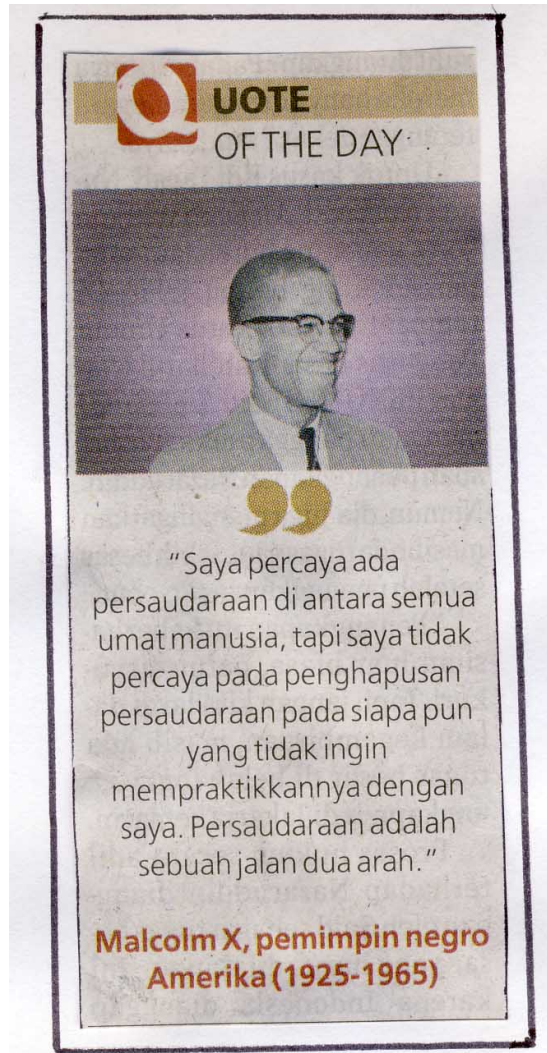 QUOTE
OF THE DAY
"Saya percaya ada
persaudaraan di antara semua
umat manusia, tapi saya tidak
percaya pada penghapusan
persaudaraan pada siapa pun
yang tidak ingin
mempraktikkannya dengan
saya. Persaudaraan adalah
sebuah jalan dua arah."
Malcolm X, pemimpin negro
Amerika (1925-1965)